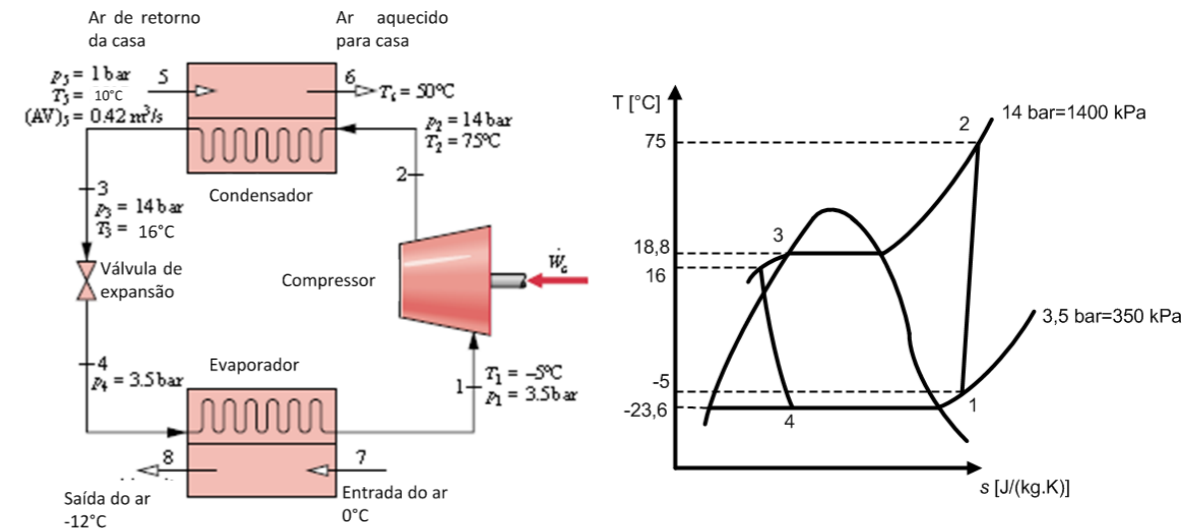 Ar de retorno
da casa
Ar aquecido
para casa
p5 = 1 bar
5
T5 = 10°C
(AV)5 = 0.42 m³/s
6
T6 = 50°C
p2 = 14 bar
T2 = 75°C
2
3
p3 = 14 bar
T3 = 16°C
Condensador
Válvula de
expansão
Compressor
Ẇc
4
p4 = 3.5 bar
Evaporador
1
T1 = –5°C
p1 = 3.5 bar
8
7
Saída do ar
-12°C
Entrada do ar
0°C
T [°C]
2
14 bar=1400 kPa
75
3
18,8
16
3,5 bar=350 kPa
-5
-23,6
4
1
s [J/(kg.K)]